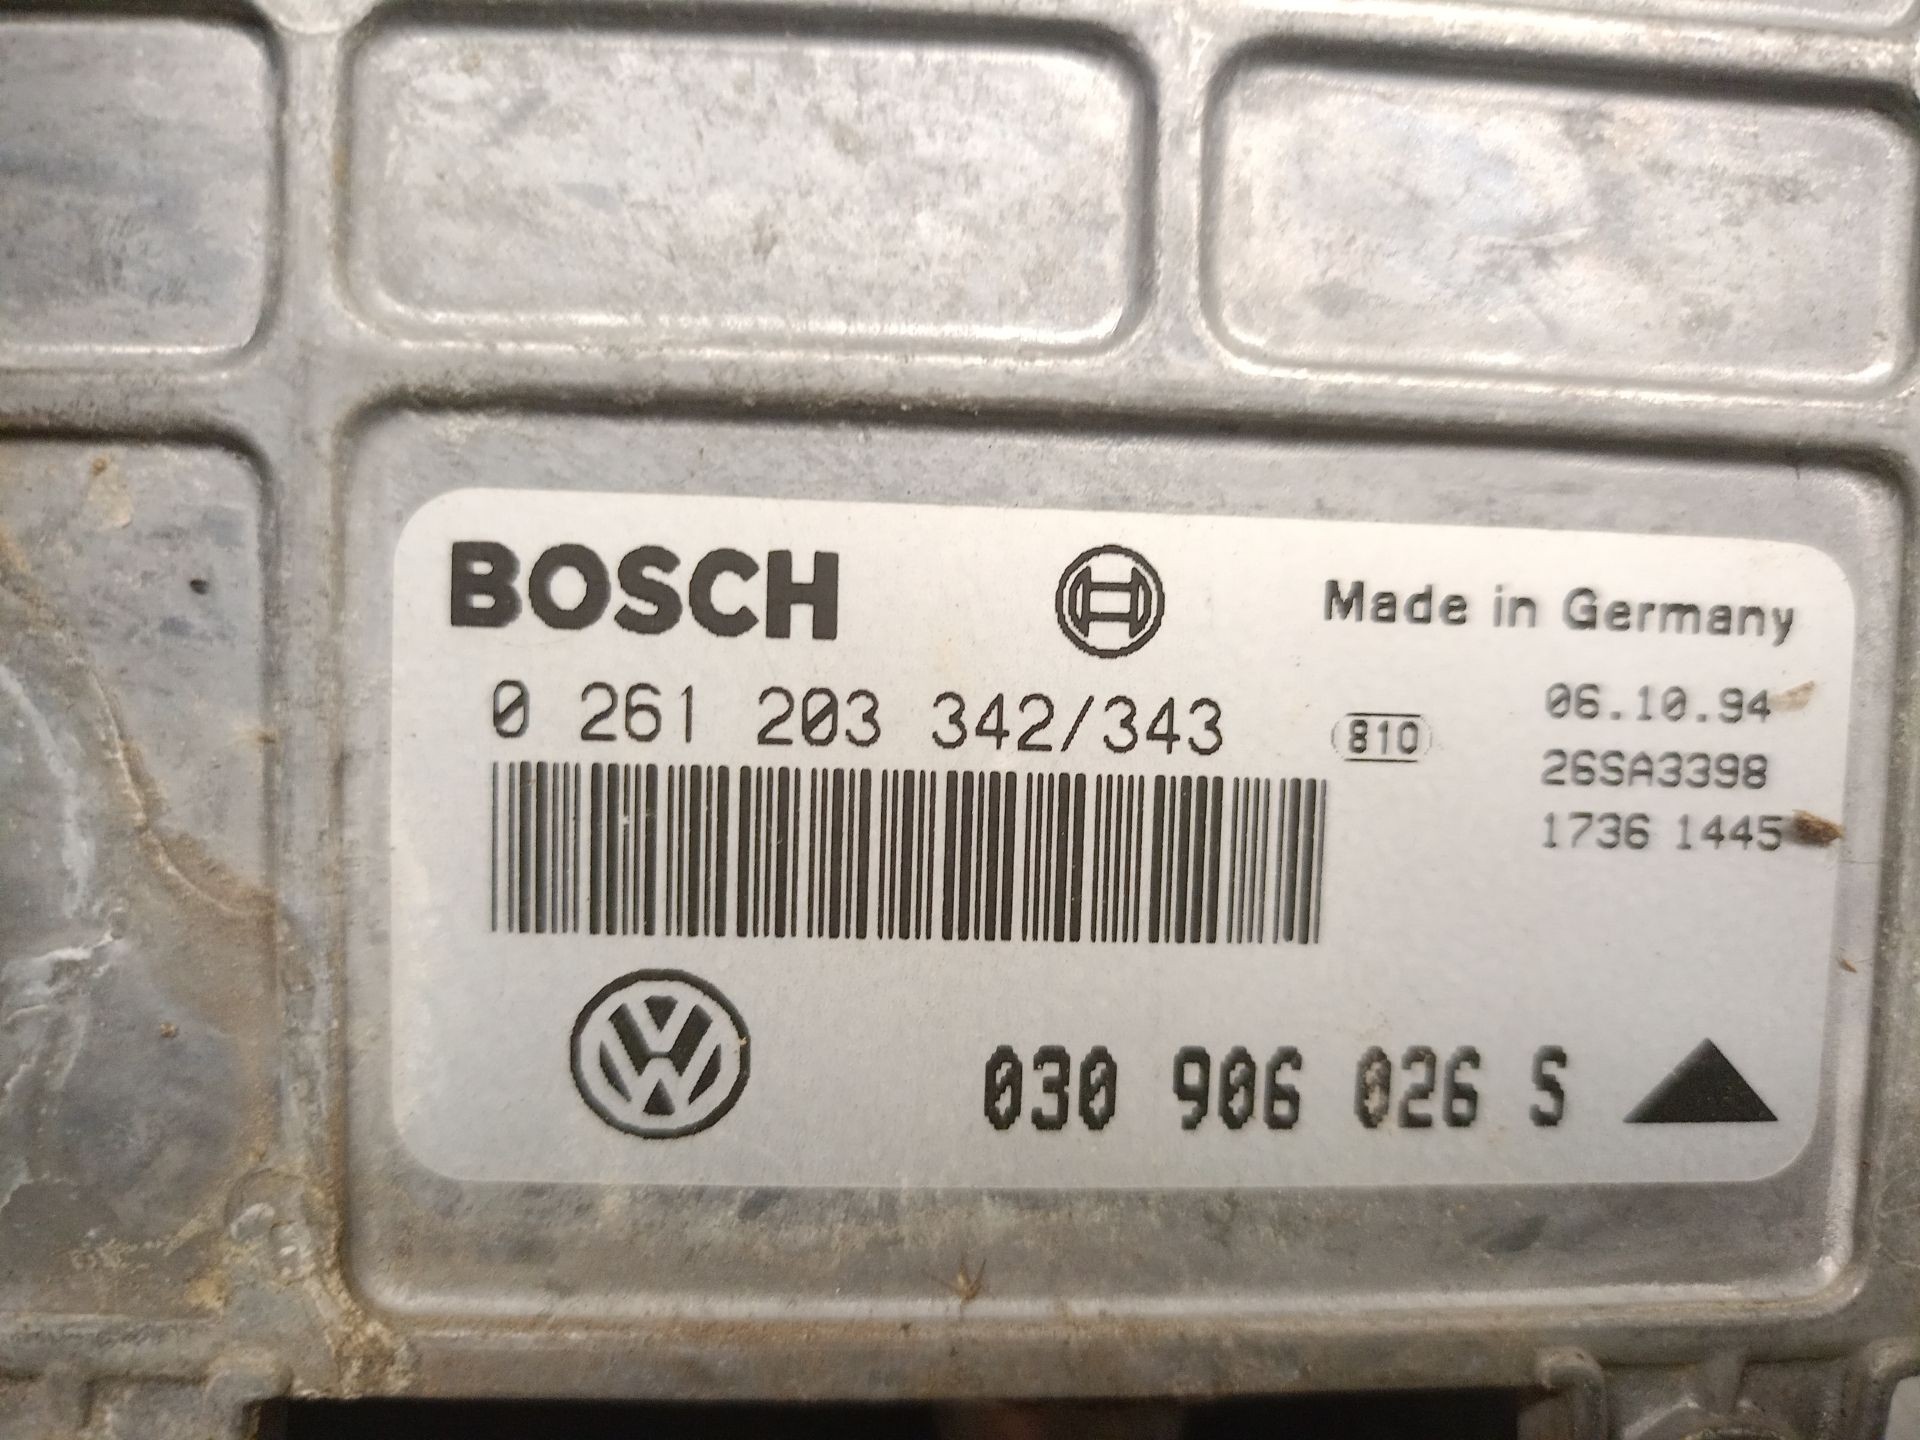 BOSCH
Made in Germany
0 261 203 342/343
810
06.10.94
26SA3398
1736 1445
030 906 026 S